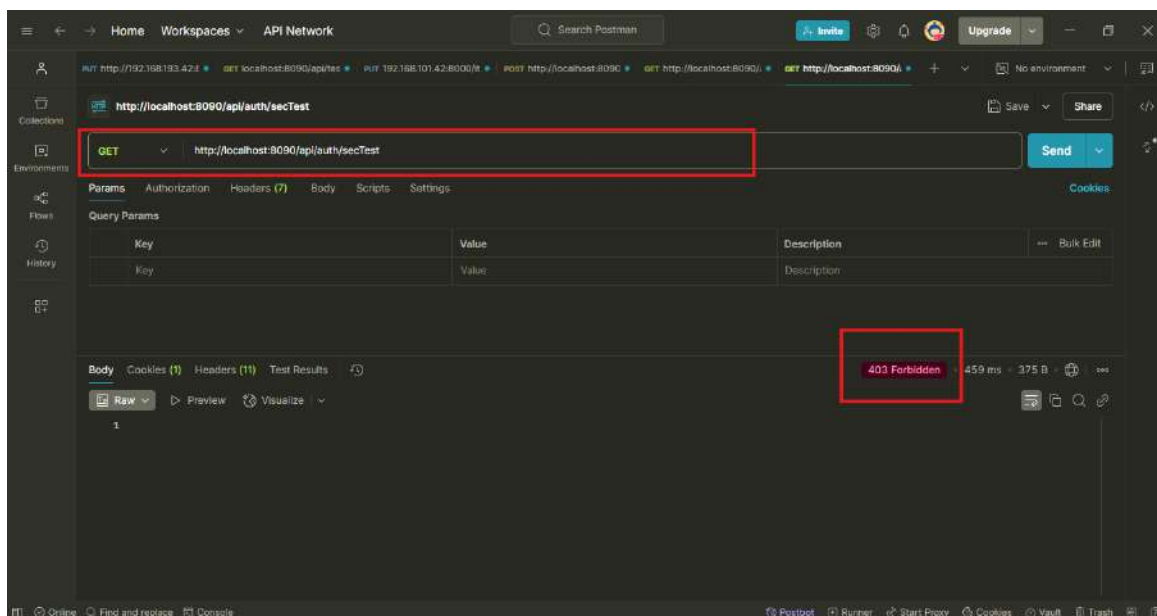 Home Workspaces API Network Search Postman Invite Upgrade
PUT http://192.168.193.42:8 GET localhost:8090/api/tes PUT 192.168.101.42:8000/it POST http://localhost:8090 GET http://localhost:8090/ GET http://localhost:8090/ No environment
http://localhost:8090/api/auth/secTest Save Share
Collections
GET http://localhost:8090/api/auth/secTest Send
Environments
Params Authorization Headers (7) Body Scripts Settings Cookies
Flows
Query Params
Key Value Description Bulk Edit
History
Key Value Description
Body Cookies (1) Headers (11) Test Results 403 Forbidden 459 ms 375 B
Raw Preview Visualize
1
Online Find and replace Console Postbot Runner Start Proxy Cookies Vault Trash